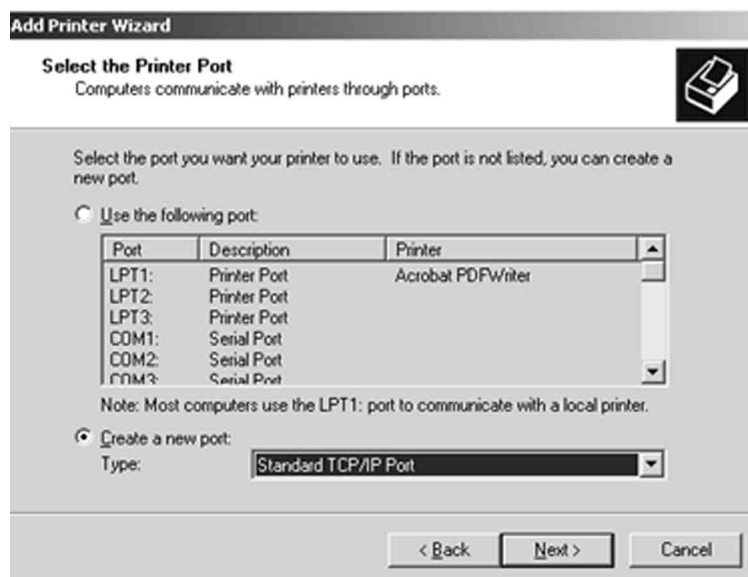 Add Printer Wizard
Select the Printer Port
Computers communicate with printers through ports.
Select the port you want your printer to use. If the port is not listed, you can create a
new port.
Use the following port:
Port Description Printer
LPT1: Printer Port Acrobat PDFWriter
LPT2: Printer Port
LPT3: Printer Port
COM1: Serial Port
COM2: Serial Port
COM3: Serial Port
Note: Most computers use the LPT1: port to communicate with a local printer.
Create a new port:
Type: Standard TCP/IP Port
< Back Next > Cancel